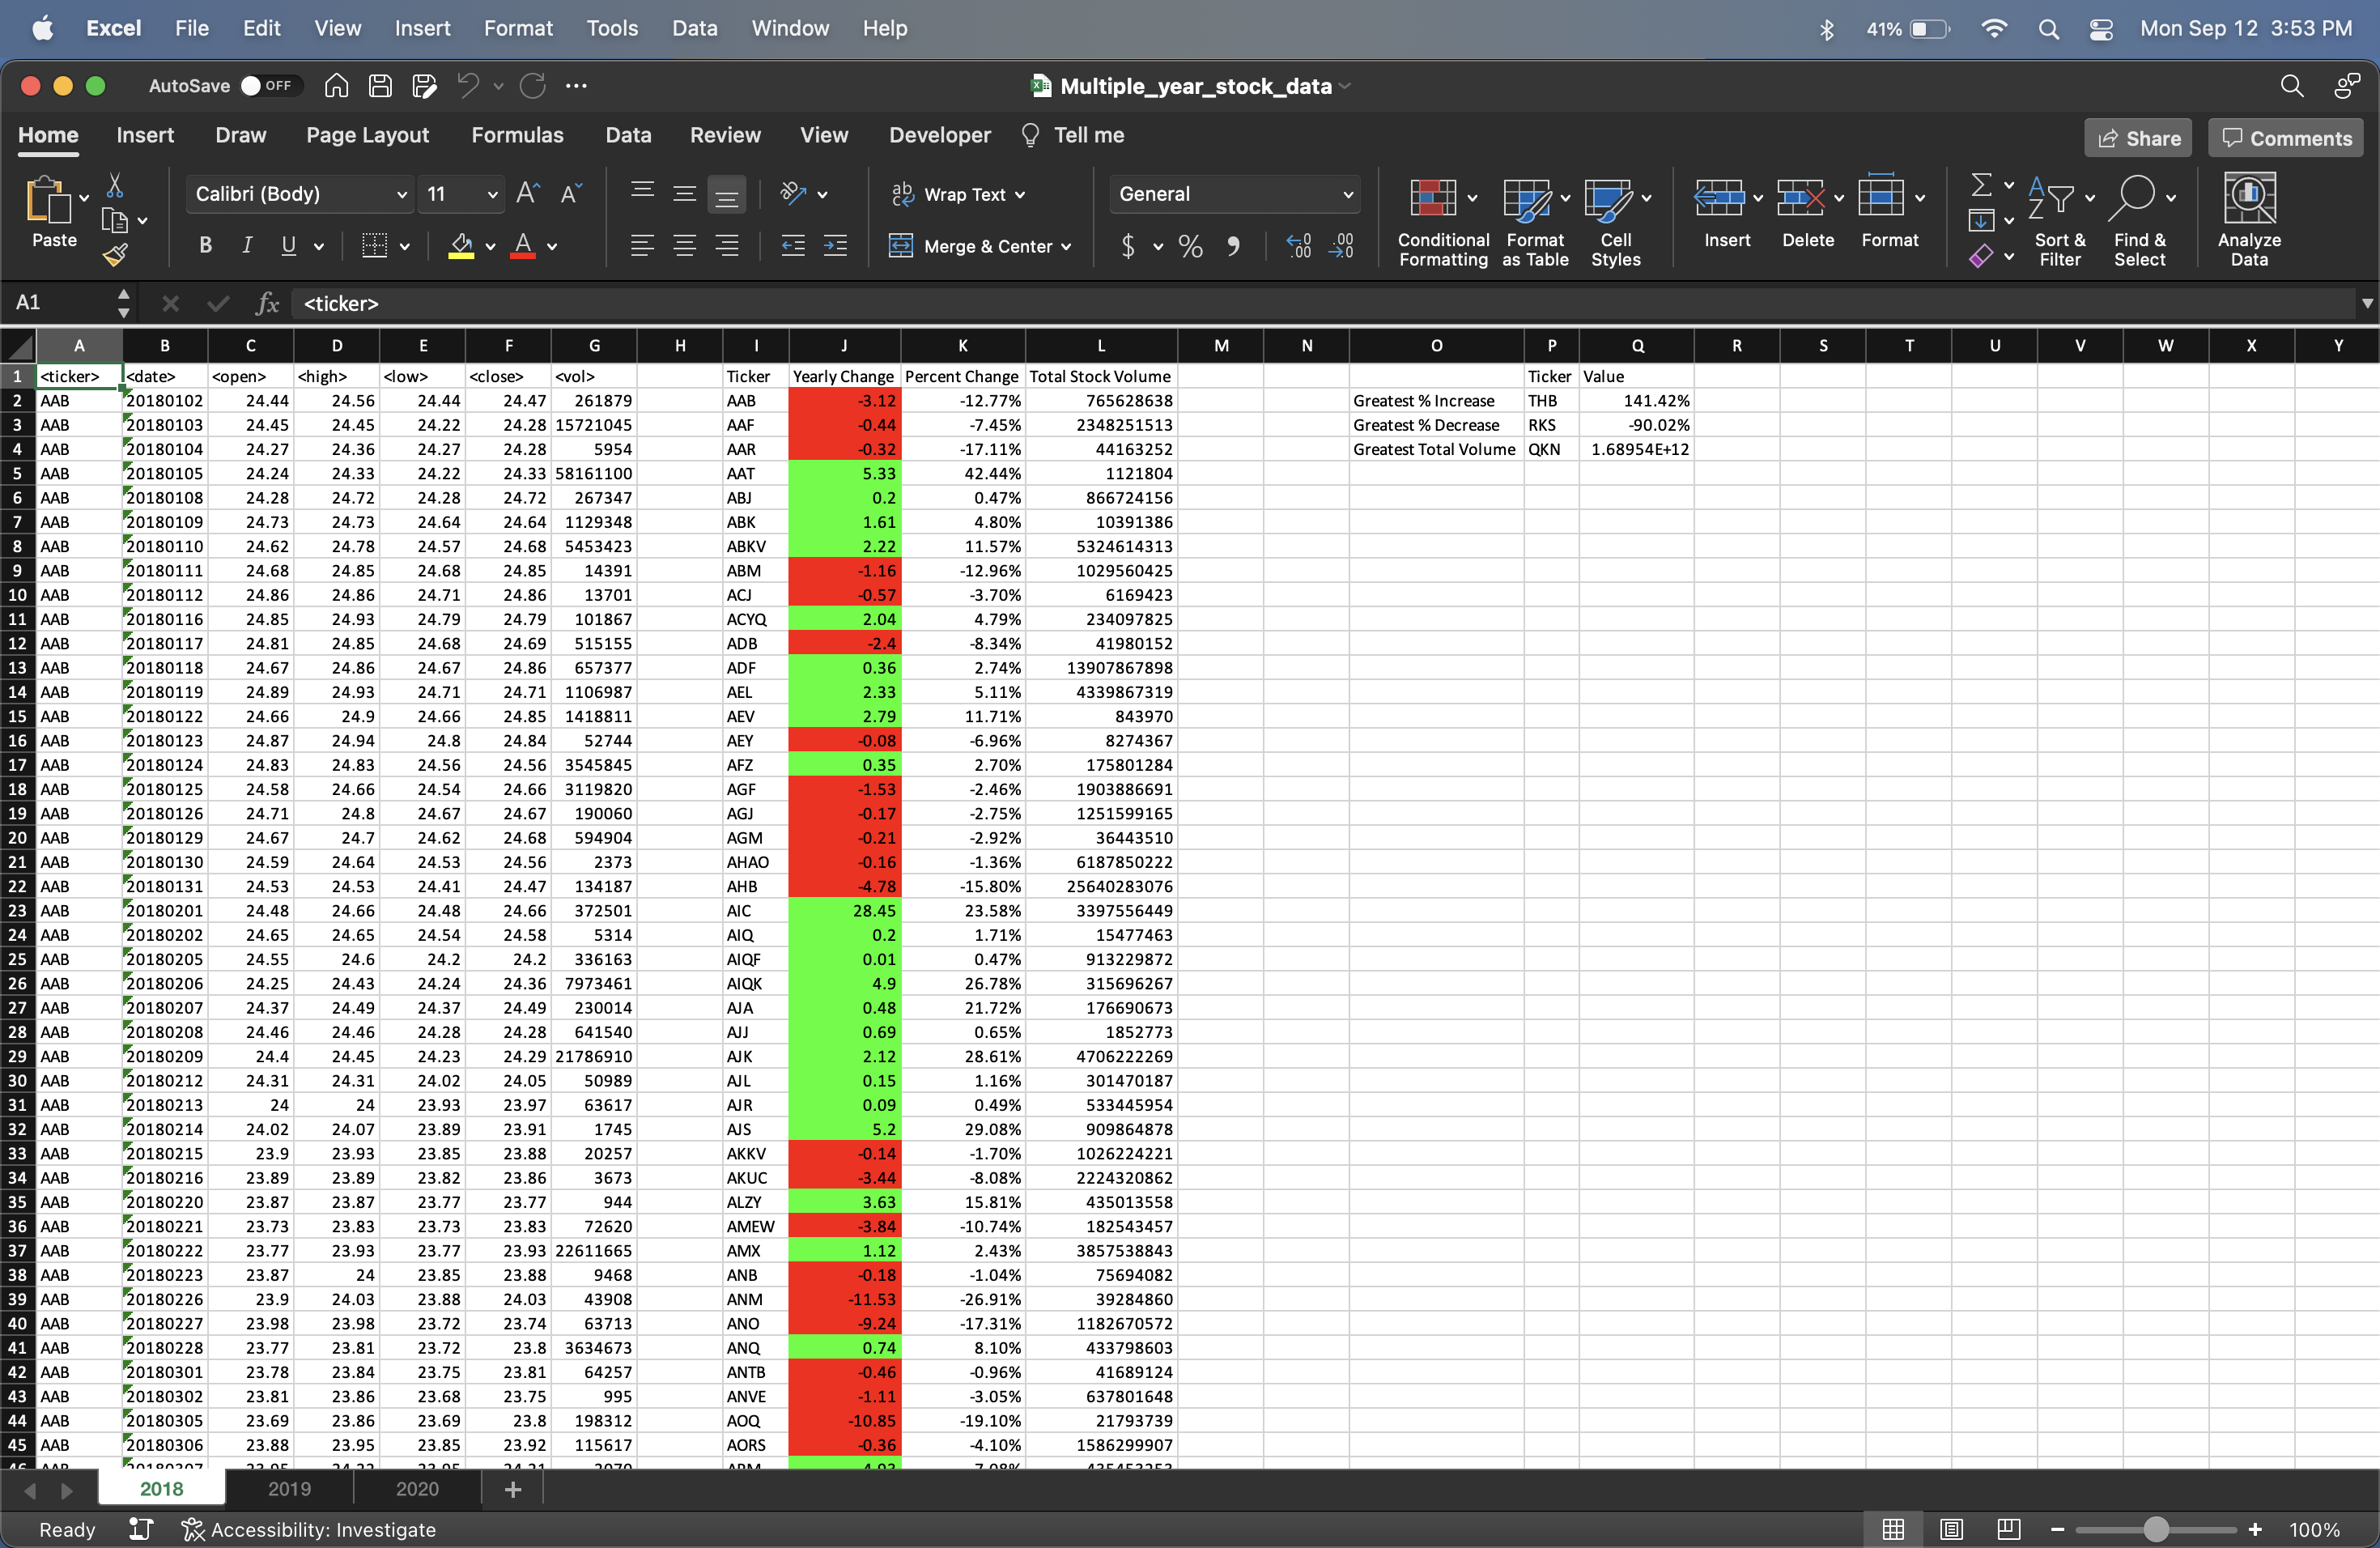 Excel File Edit View Insert Format Tools Data Window Help 41% Mon Sep 12 3:53 PM
AutoSave OFF Multiple_year_stock_data
Home Insert Draw Page Layout Formulas Data Review View Developer Tell me Share Comments
Paste Calibri (Body) 11 Wrap Text General Conditional Formatting Format as Table Cell Styles Insert Delete Format Sort & Filter Find & Select Analyze Data
B I U Merge & Center $ %
A1 fx <ticker>
A B C D E F G H I J K L M N O P Q R S T U V W X Y
1 <ticker> <date> <open> <high> <low> <close> <vol> Ticker Yearly Change Percent Change Total Stock Volume Ticker Value
2 AAB 20180102 24.44 24.56 24.44 24.47 261879 AAB -3.12 -12.77% 765628638 Greatest % Increase THB 141.42%
3 AAB 20180103 24.45 24.45 24.22 24.28 15721045 AAF -0.44 -7.45% 2348251513 Greatest % Decrease RKS -90.02%
4 AAB 20180104 24.27 24.36 24.27 24.28 5954 AAR -0.32 -17.11% 44163252 Greatest Total Volume QKN 1.68954E+12
5 AAB 20180105 24.24 24.33 24.22 24.33 58161100 AAT 5.33 42.44% 1121804
6 AAB 20180108 24.28 24.72 24.28 24.72 267347 ABJ 0.2 0.47% 866724156
7 AAB 20180109 24.73 24.73 24.64 24.64 1129348 ABK 1.61 4.80% 10391386
8 AAB 20180110 24.62 24.78 24.57 24.68 5453423 ABKV 2.22 11.57% 5324614313
9 AAB 20180111 24.68 24.85 24.68 24.85 14391 ABM -1.16 -12.96% 1029560425
10 AAB 20180112 24.86 24.86 24.71 24.86 13701 ACJ -0.57 -3.70% 6169423
11 AAB 20180116 24.85 24.93 24.79 24.79 101867 ACYQ 2.04 4.79% 234097825
12 AAB 20180117 24.81 24.85 24.68 24.69 515155 ADB -2.4 -8.34% 41980152
13 AAB 20180118 24.67 24.86 24.67 24.86 657377 ADF 0.36 2.74% 13907867898
14 AAB 20180119 24.89 24.93 24.71 24.71 1106987 AEL 2.33 5.11% 4339867319
15 AAB 20180122 24.66 24.9 24.66 24.85 1418811 AEV 2.79 11.71% 843970
16 AAB 20180123 24.87 24.94 24.8 24.84 52744 AEY -0.08 -6.96% 8274367
17 AAB 20180124 24.83 24.83 24.56 24.56 3545845 AFZ 0.35 2.70% 175801284
18 AAB 20180125 24.58 24.66 24.54 24.66 3119820 AGF -1.53 -2.46% 1903886691
19 AAB 20180126 24.71 24.8 24.67 24.67 190060 AGJ -0.17 -2.75% 1251599165
20 AAB 20180129 24.67 24.7 24.62 24.68 594904 AGM -0.21 -2.92% 36443510
21 AAB 20180130 24.59 24.64 24.53 24.56 2373 AHAO -0.16 -1.36% 6187850222
22 AAB 20180131 24.53 24.53 24.41 24.47 134187 AHB -4.78 -15.80% 25640283076
23 AAB 20180201 24.48 24.66 24.48 24.66 372501 AIC 28.45 23.58% 3397556449
24 AAB 20180202 24.65 24.65 24.54 24.58 5314 AIQ 0.2 1.71% 15477463
25 AAB 20180205 24.55 24.6 24.2 24.2 336163 AIQF 0.01 0.47% 913229872
26 AAB 20180206 24.25 24.43 24.24 24.36 7973461 AIQK 4.9 26.78% 315696267
27 AAB 20180207 24.37 24.49 24.37 24.49 230014 AJA 0.48 21.72% 176690673
28 AAB 20180208 24.46 24.46 24.28 24.28 641540 AJJ 0.69 0.65% 1852773
29 AAB 20180209 24.4 24.45 24.23 24.29 21786910 AJK 2.12 28.61% 4706222269
30 AAB 20180212 24.31 24.31 24.02 24.05 50989 AJL 0.15 1.16% 301470187
31 AAB 20180213 24 24 23.93 23.97 63617 AJR 0.09 0.49% 533445954
32 AAB 20180214 24.02 24.07 23.89 23.91 1745 AJS 5.2 29.08% 909864878
33 AAB 20180215 23.9 23.93 23.85 23.88 20257 AKKV -0.14 -1.70% 1026224221
34 AAB 20180216 23.89 23.89 23.82 23.86 3673 AKUC -3.44 -8.08% 2224320862
35 AAB 20180220 23.87 23.87 23.77 23.77 944 ALZY 3.63 15.81% 435013558
36 AAB 20180221 23.73 23.83 23.73 23.83 72620 AMEW -3.84 -10.74% 182543457
37 AAB 20180222 23.77 23.93 23.77 23.93 22611665 AMX 1.12 2.43% 3857538843
38 AAB 20180223 23.87 24 23.85 23.88 9468 ANB -0.18 -1.04% 75694082
39 AAB 20180226 23.9 24.03 23.88 24.03 43908 ANM -11.53 -26.91% 39284860
40 AAB 20180227 23.98 23.98 23.72 23.74 63713 ANO -9.24 -17.31% 1182670572
41 AAB 20180228 23.77 23.81 23.72 23.8 3634673 ANQ 0.74 8.10% 433798603
42 AAB 20180301 23.78 23.84 23.75 23.81 64257 ANTB -0.46 -0.96% 41689124
43 AAB 20180302 23.81 23.86 23.68 23.75 995 ANVE -1.11 -3.05% 637801648
44 AAB 20180305 23.69 23.86 23.69 23.8 198312 AOQ -10.85 -19.10% 21793739
45 AAB 20180306 23.88 23.95 23.85 23.92 115617 AORS -0.36 -4.10% 1586299907
2018 2019 2020 +
Ready Accessibility: Investigate 100%